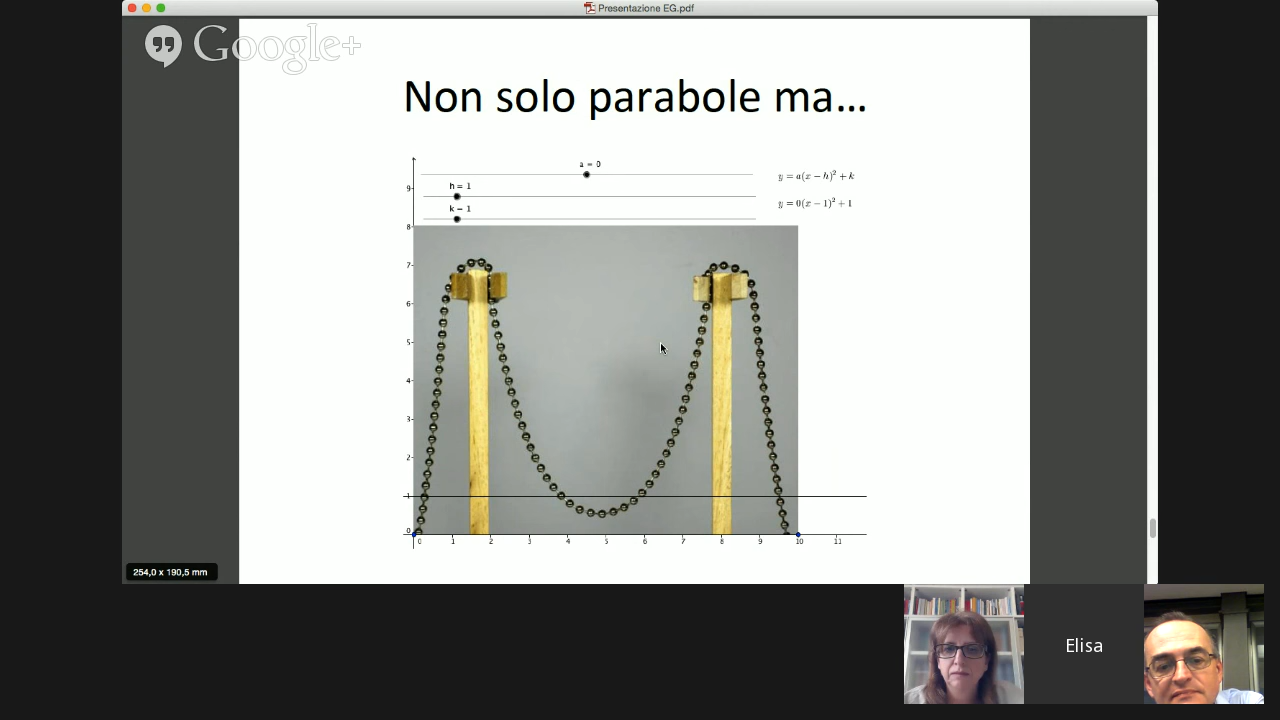 Presentazione EG.pdf
Google+
Non solo parabole ma...
a = 0
h = 1
k = 1
y = a(x − h)² + k
y = 0(x − 1)² + 1
9
8
7
6
5
4
3
2
1
0
0 1 2 3 4 5 6 7 8 9 10 11
254,0 x 190,5 mm
Elisa